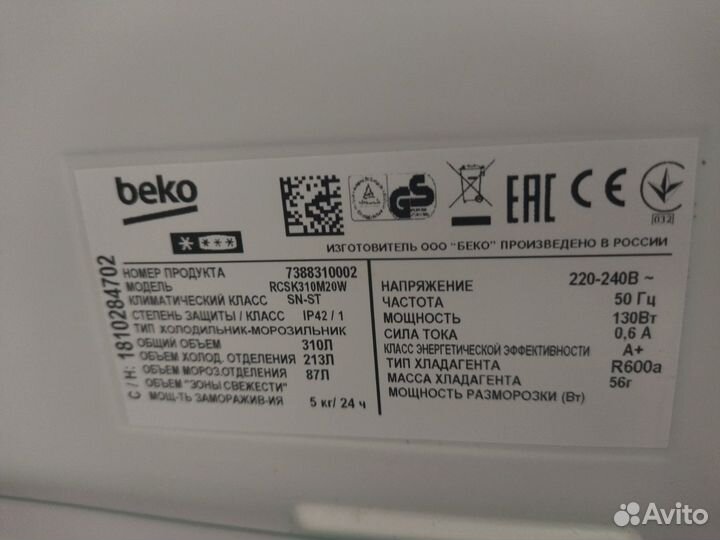 beko
ИЗГОТОВИТЕЛЬ ООО "БЕКО" ПРОИЗВЕДЕНО В РОССИИ
012
С / Н: 1810284702
НОМЕР ПРОДУКТА 7388310002
МОДЕЛЬ RCSK310M20W
КЛИМАТИЧЕСКИЙ КЛАСС SN-ST
СТЕПЕНЬ ЗАЩИТЫ / КЛАСС IP42 / 1
ТИП ХОЛОДИЛЬНИК-МОРОЗИЛЬНИК
ОБЩИЙ ОБЪЕМ 310Л
ОБЪЕМ ХОЛОД. ОТДЕЛЕНИЯ 213Л
ОБЪЕМ МОРОЗ.ОТДЕЛЕНИЯ 87Л
ОБЪЕМ "ЗОНЫ СВЕЖЕСТИ"
МОЩ-ТЬ ЗАМОРАЖИВ-ИЯ 5 кг/ 24 ч
НАПРЯЖЕНИЕ 220-240В ~
ЧАСТОТА 50 Гц
МОЩНОСТЬ 130Вт
СИЛА ТОКА 0,6 А
КЛАСС ЭНЕРГЕТИЧЕСКОЙ ЭФФЕКТИВНОСТИ A+
ТИП ХЛАДАГЕНТА R600a
МАССА ХЛАДАГЕНТА 56г
МОЩНОСТЬ РАЗМОРОЗКИ (Вт)
GS
EAC
CE
Avito